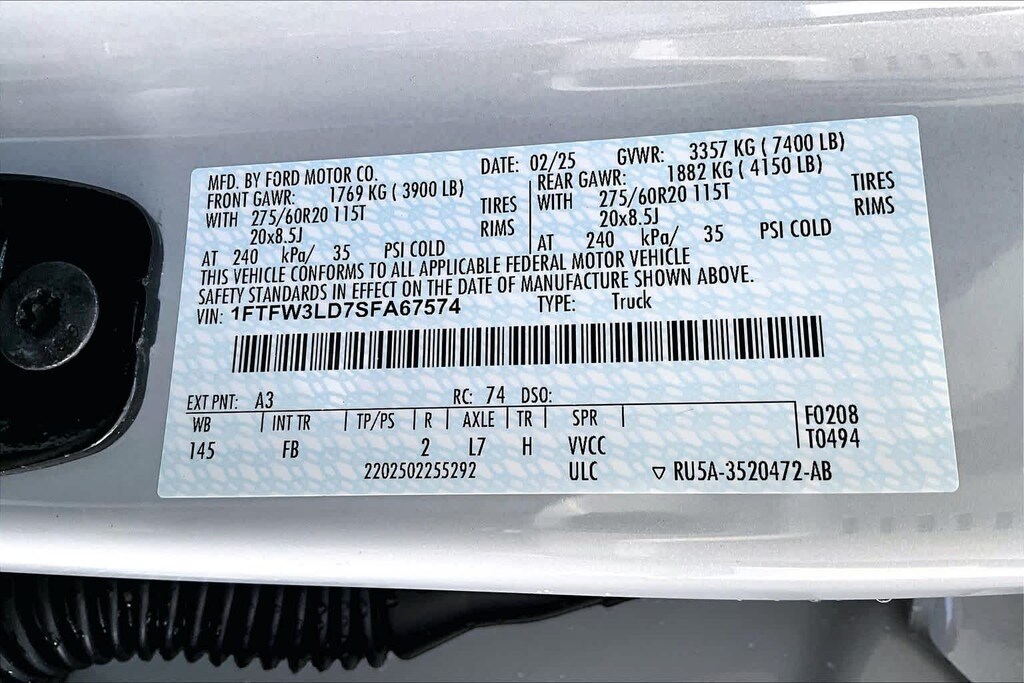 MFD. BY FORD MOTOR CO. DATE: 02/25 GVWR: 3357 KG ( 7400 LB)
FRONT GAWR: 1769 KG ( 3900 LB) REAR GAWR: 1882 KG ( 4150 LB)
WITH 275/60R20 115T TIRES WITH 275/60R20 115T TIRES
20x8.5J RIMS 20x8.5J RIMS
AT 240 kPa/ 35 PSI COLD AT 240 kPa/ 35 PSI COLD
THIS VEHICLE CONFORMS TO ALL APPLICABLE FEDERAL MOTOR VEHICLE
SAFETY STANDARDS IN EFFECT ON THE DATE OF MANUFACTURE SHOWN ABOVE.
VIN: 1FTFW3LD7SFA67574 TYPE: Truck
EXT PNT: A3 RC: 74 DSO:
WB INT TR TP/PS R AXLE TR SPR F0208
145 FB 2 L7 H VVCC T0494
2202502255292 ULC ▽ RU5A-3520472-AB